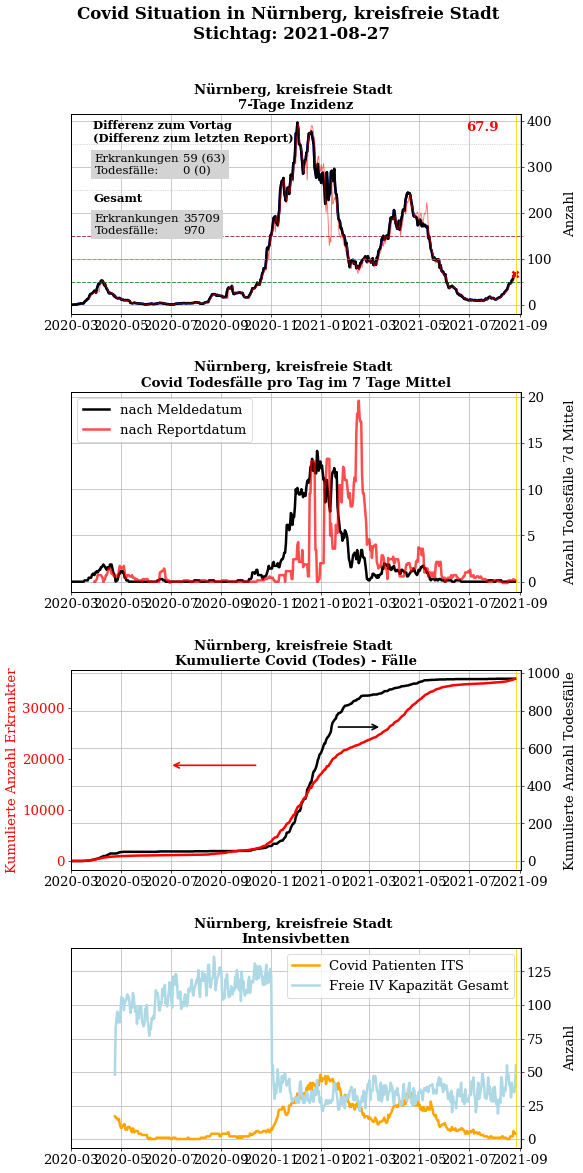 Covid Situation in Nürnberg, kreisfreie Stadt
Stichtag: 2021-08-27
Nürnberg, kreisfreie Stadt
7-Tage Inzidenz
Differenz zum Vortag
(Differenz zum letzten Report)
Erkrankungen 59 (63)
Todesfälle: 0 (0)
Gesamt
Erkrankungen 35709
Todesfälle: 970
67.9
400
300
200
100
0
Anzahl
2020-03 2020-05 2020-07 2020-09 2020-11 2021-01 2021-03 2021-05 2021-07 2021-09
Nürnberg, kreisfreie Stadt
Covid Todesfälle pro Tag im 7 Tage Mittel
nach Meldedatum
nach Reportdatum
20
15
10
5
0
Anzahl Todesfälle 7d Mittel
2020-03 2020-05 2020-07 2020-09 2020-11 2021-01 2021-03 2021-05 2021-07 2021-09
Nürnberg, kreisfreie Stadt
Kumulierte Covid (Todes) - Fälle
Kumulierte Anzahl Erkrankter
30000
20000
10000
0
1000
800
600
400
200
0
Kumulierte Anzahl Todesfälle
2020-03 2020-05 2020-07 2020-09 2020-11 2021-01 2021-03 2021-05 2021-07 2021-09
Nürnberg, kreisfreie Stadt
Intensivbetten
Covid Patienten ITS
Freie IV Kapazität Gesamt
125
100
75
50
25
0
Anzahl
2020-03 2020-05 2020-07 2020-09 2020-11 2021-01 2021-03 2021-05 2021-07 2021-09